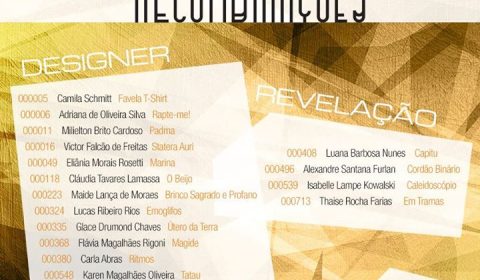 DESIGNER
000005 Camila Schmitt Favela T-Shirt
000006 Adriana de Oliveira Silva Rapte-me!
000011 Milielton Brito Cardoso Padma
000016 Victor Falcão de Freitas Statera Auri
000049 Eliânia Morais Rosetti Marina
000118 Cláudia Tavares Lamassa O Beijo
000223 Maide Lança de Moraes Brinco Sagrado e Profano
000324 Lucas Ribeiro Rios Emoglifos
000335 Glace Drumond Chaves Útero da Terra
000368 Flávia Magalhães Rigoni Magide
000380 Carla Abras Ritmos
000548 Karen Magalhães Oliveira Tatau
REVELAÇÃO
000408 Luana Barbosa Nunes Capitu
000496 Alexandre Santana Furlan Cordão Binário
000539 Isabelle Lampe Kowalski Caleidoscópio
000713 Thaise Rocha Farias Em Tramas